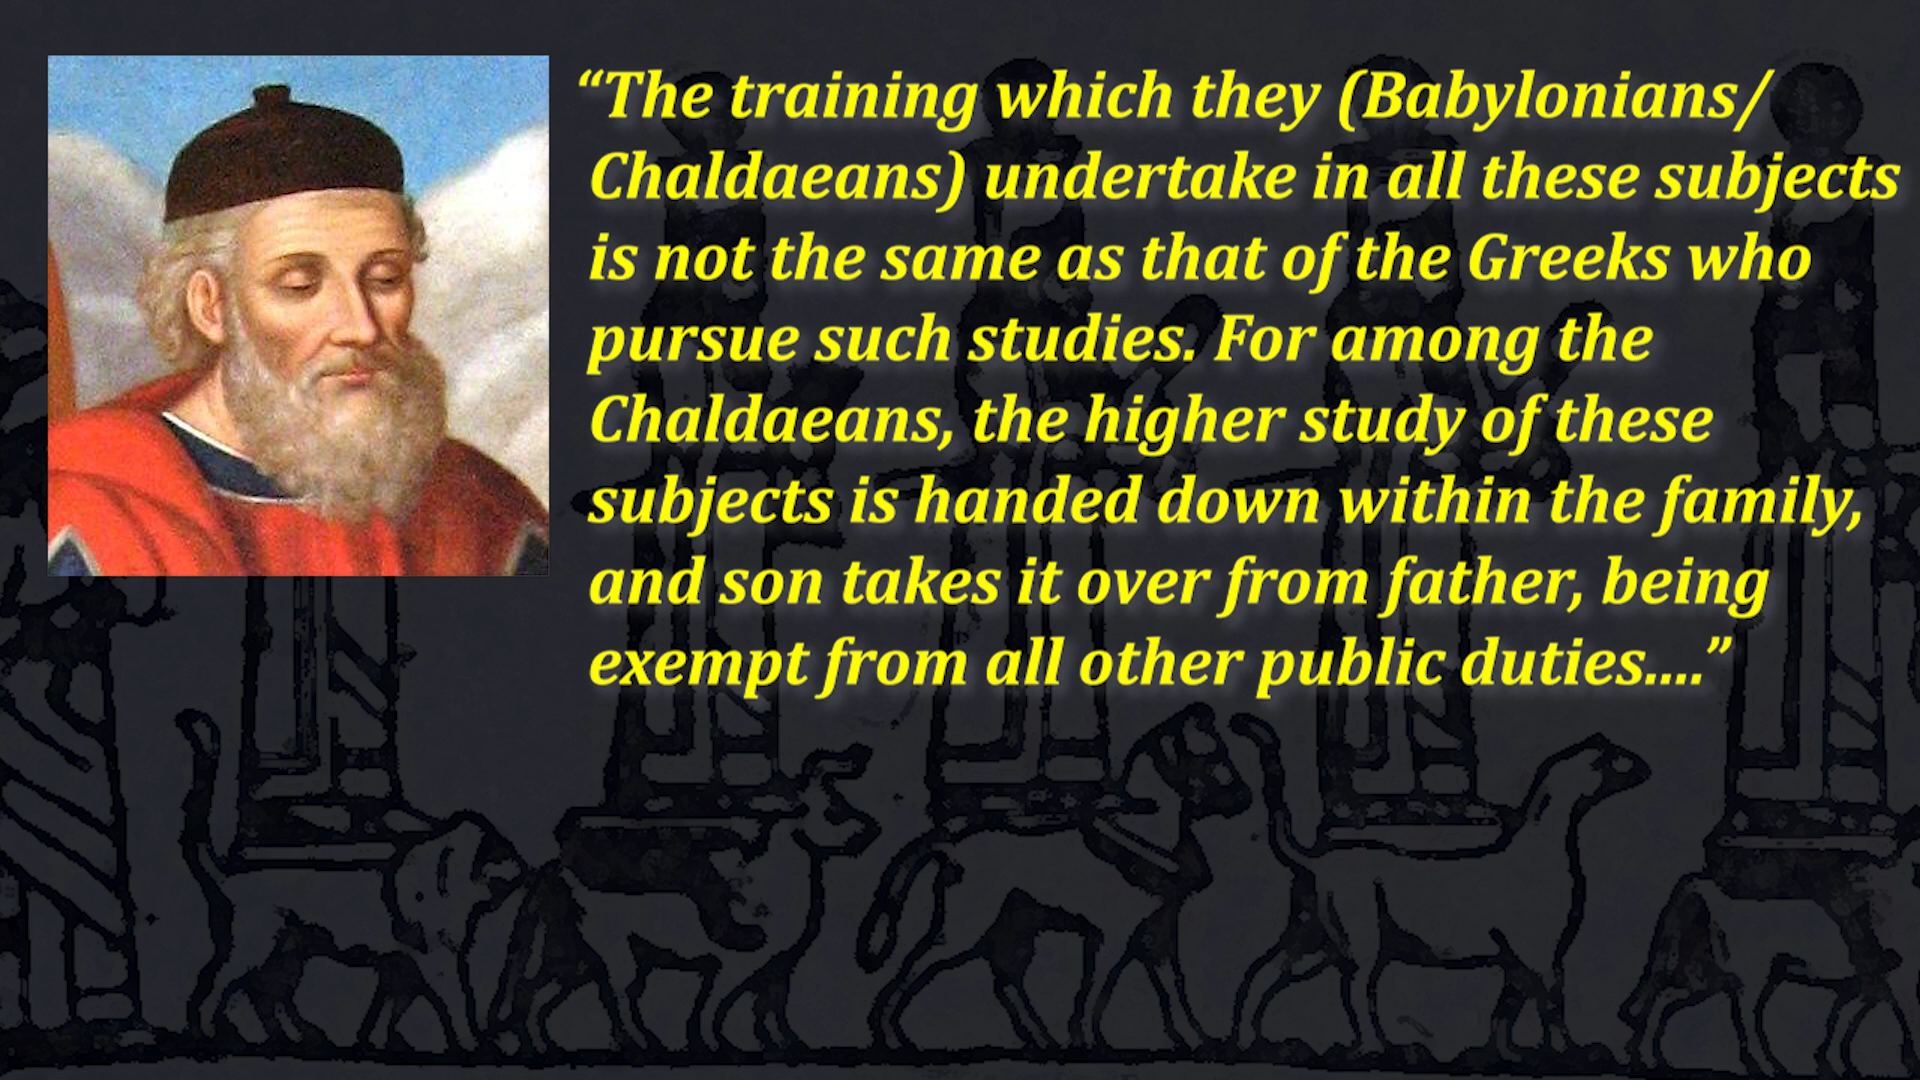 “The training which they (Babylonians/
Chaldaeans) undertake in all these subjects
is not the same as that of the Greeks who
pursue such studies. For among the
Chaldaeans, the higher study of these
subjects is handed down within the family,
and son takes it over from father, being
exempt from all other public duties....”